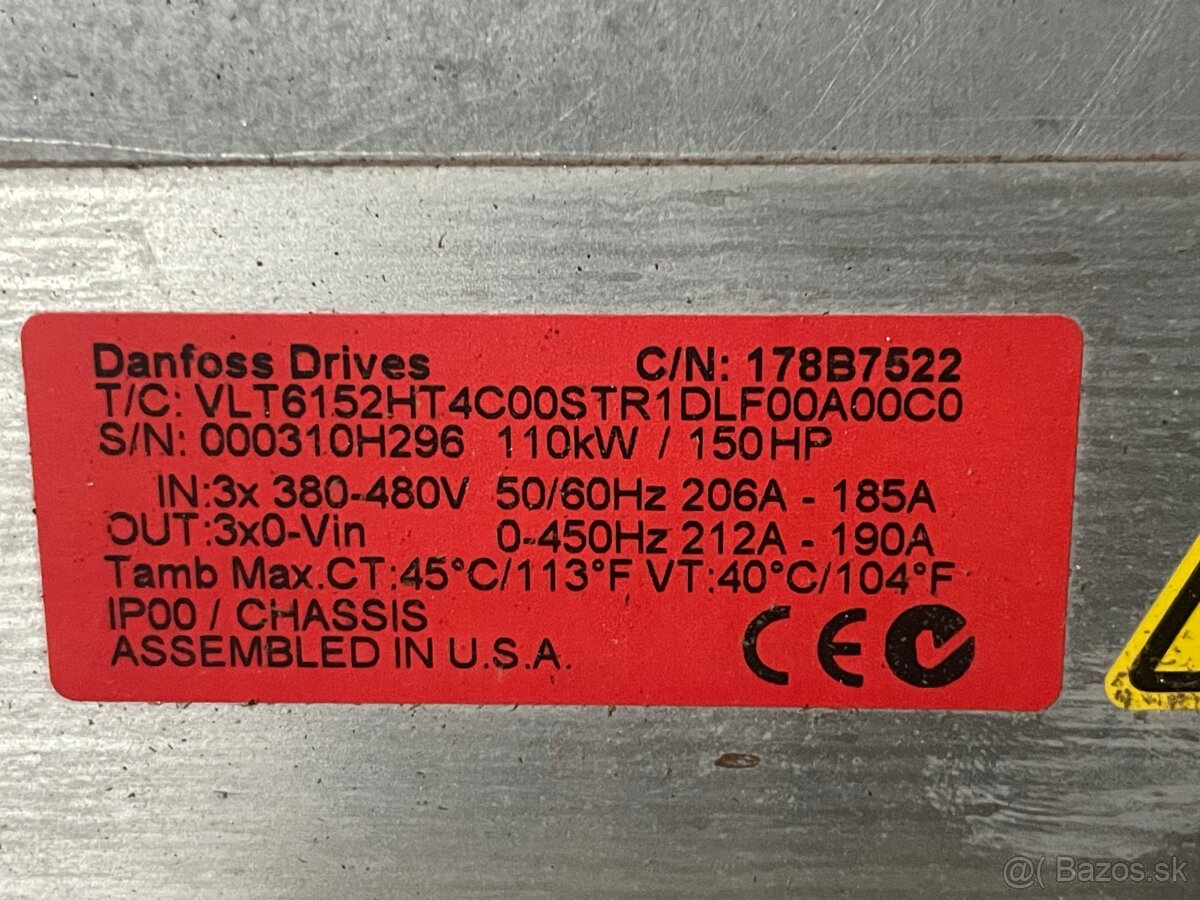 Danfoss Drives C/N: 178B7522
T/C: VLT6152HT4C00STR1DLF00A00C0
S/N: 000310H296 110kW / 150HP
IN:3x 380-480V 50/60Hz 206A - 185A
OUT:3x0-Vin 0-450Hz 212A - 190A
Tamb Max.CT:45°C/113°F VT:40°C/104°F
IP00 / CHASSIS
ASSEMBLED IN U.S.A.
CE
@( Bazos.sk